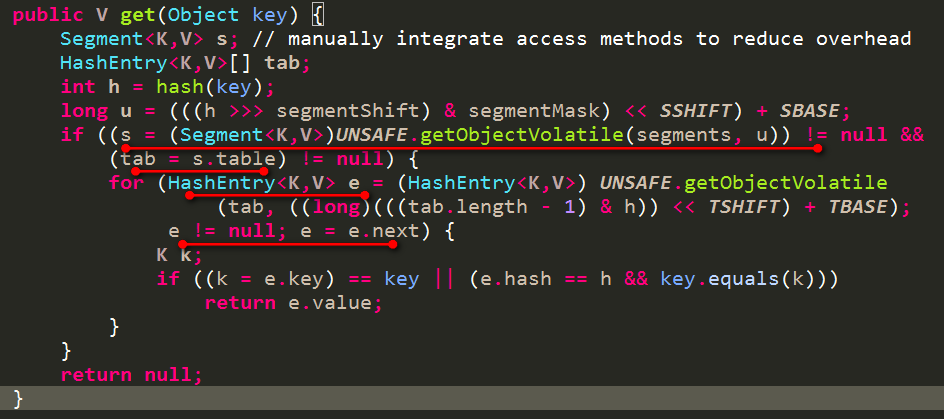 public V get(Object key) {
    Segment<K,V> s; // manually integrate access methods to reduce overhead
    HashEntry<K,V>[] tab;
    int h = hash(key);
    long u = (((h >>> segmentShift) & segmentMask) << SSHIFT) + SBASE;
    if ((s = (Segment<K,V>)UNSAFE.getObjectVolatile(segments, u)) != null &&
        (tab = s.table) != null) {
        for (HashEntry<K,V> e = (HashEntry<K,V>) UNSAFE.getObjectVolatile
                 (tab, ((long)(((tab.length - 1) & h)) << TSHIFT) + TBASE);
             e != null; e = e.next) {
            K k;
            if ((k = e.key) == key || (e.hash == h && key.equals(k)))
                return e.value;
        }
    }
    return null;
}